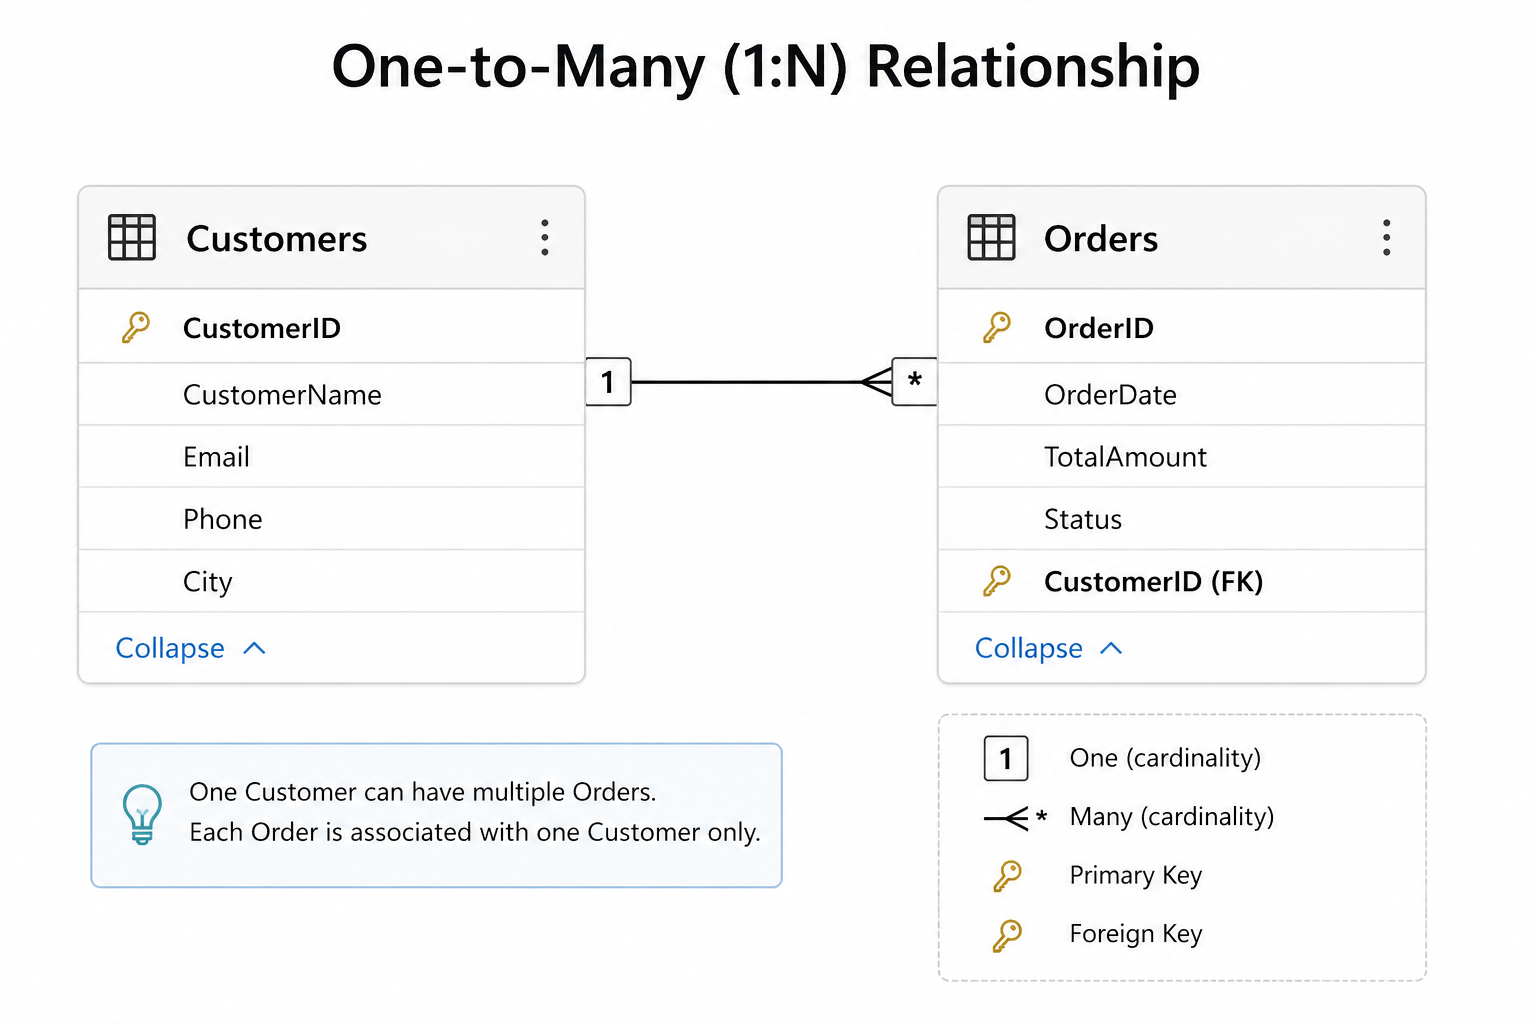 One-to-Many (1:N) Relationship
Customers
CustomerID
CustomerName
Email
Phone
City
Collapse
1
*
Orders
OrderID
OrderDate
TotalAmount
Status
CustomerID (FK)
Collapse
One Customer can have multiple Orders.
Each Order is associated with one Customer only.
1 One (cardinality)
* Many (cardinality)
Primary Key
Foreign Key